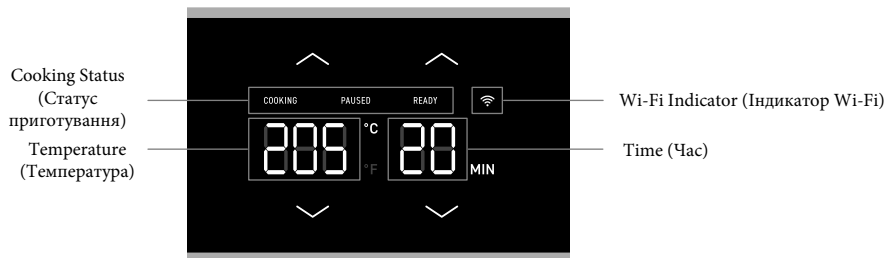 Cooking Status
(Статус
приготування)
COOKING PAUSED READY
Wi-Fi Indicator (Індикатор Wi-Fi)
Temperature
(Температура)
205 °C
°F
20 MIN
Time (Час)